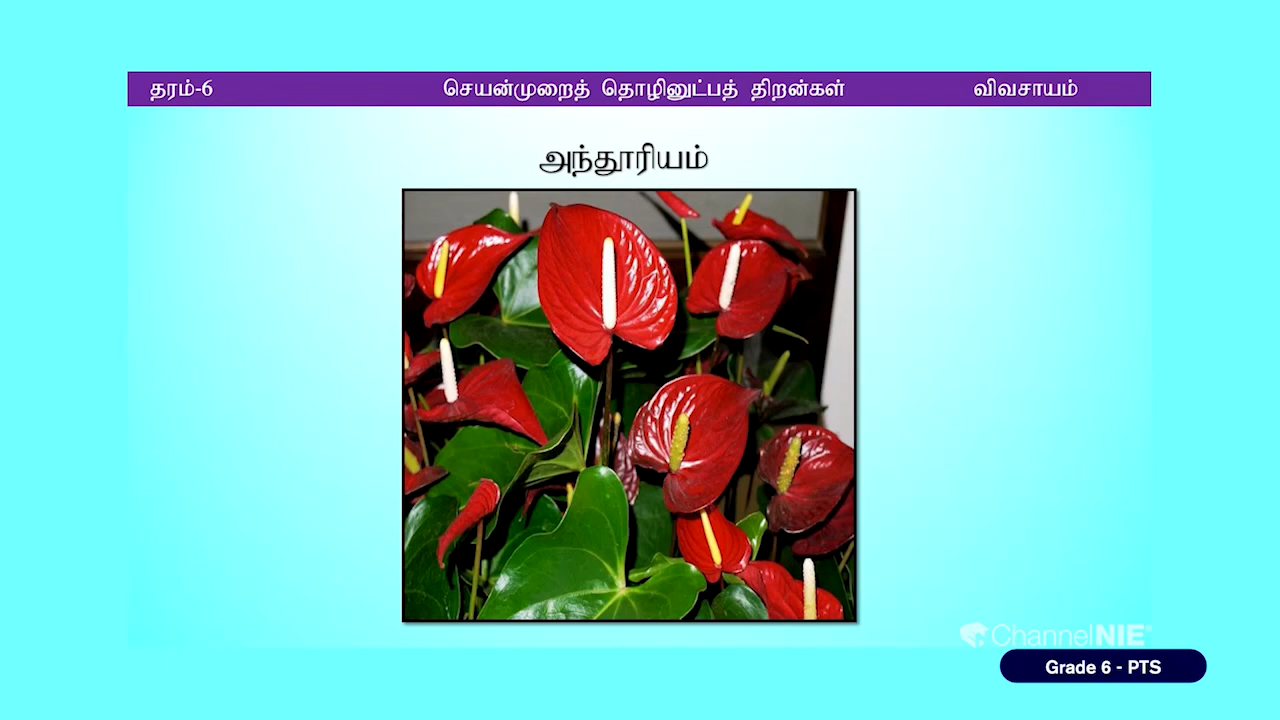 தரம்-6 செயன்முறைத் தொழினுட்பத் திறன்கள் விவசாயம்
அந்தூரியம்
ChannelNIE
Grade 6 - PTS